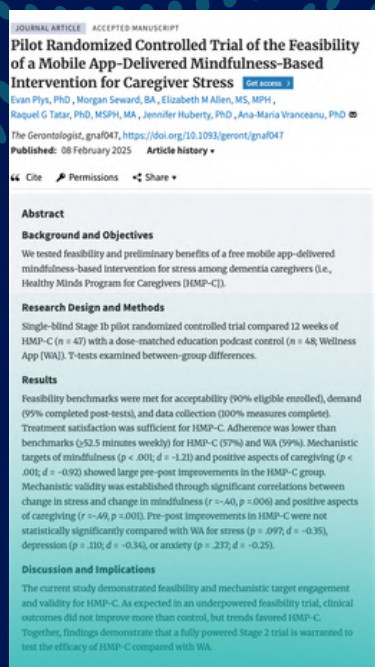 JOURNAL ARTICLE ACCEPTED MANUSCRIPT
Pilot Randomized Controlled Trial of the Feasibility
of a Mobile App-Delivered Mindfulness-Based
Intervention for Caregiver Stress Get access >
Evan Plys, PhD, Morgan Seward, BA, Elizabeth M Allen, MS, MPH,
Raquel G Tatar, PhD, MSPH, MA, Jennifer Huberty, PhD, Ana-Maria Vranceanu, PhD
The Gerontologist, gnaf047, https://doi.org/10.1093/geront/gnaf047
Published: 08 February 2025 Article history ▾
Cite Permissions Share ▾
Abstract
Background and Objectives
We tested feasibility and preliminary benefits of a free mobile app-delivered
mindfulness-based intervention for stress among dementia caregivers (i.e.,
Healthy Minds Program for Caregivers [HMP-C]).
Research Design and Methods
Single-blind Stage 1b pilot randomized controlled trial compared 12 weeks of
HMP-C (n = 47) with a dose-matched education podcast control (n = 48; Wellness
App [WA]). T-tests examined between-group differences.
Results
Feasibility benchmarks were met for acceptability (90% eligible enrolled), demand
(95% completed post-tests), and data collection (100% measures complete).
Treatment satisfaction was sufficient for HMP-C. Adherence was lower than
benchmarks (≥52.5 minutes weekly) for HMP-C (57%) and WA (59%). Mechanistic
targets of mindfulness (p < .001; d = -1.21) and positive aspects of caregiving (p <
.001; d = -0.92) showed large pre-post improvements in the HMP-C group.
Mechanistic validity was established through significant correlations between
change in stress and change in mindfulness (r =-.40, p =.006) and positive aspects
of caregiving (r =-.49, p =.001). Pre-post improvements in HMP-C were not
statistically significantly compared with WA for stress (p = .097; d = -0.35),
depression (p = .110; d = -0.34), or anxiety (p = .237; d = -0.25).
Discussion and Implications
The current study demonstrated feasibility and mechanistic target engagement
and validity for HMP-C. As expected in an underpowered feasibility trial, clinical
outcomes did not improve more than control, but trends favored HMP-C.
Together, findings demonstrate that a fully powered Stage 2 trial is warranted to
test the efficacy of HMP-C compared with WA.